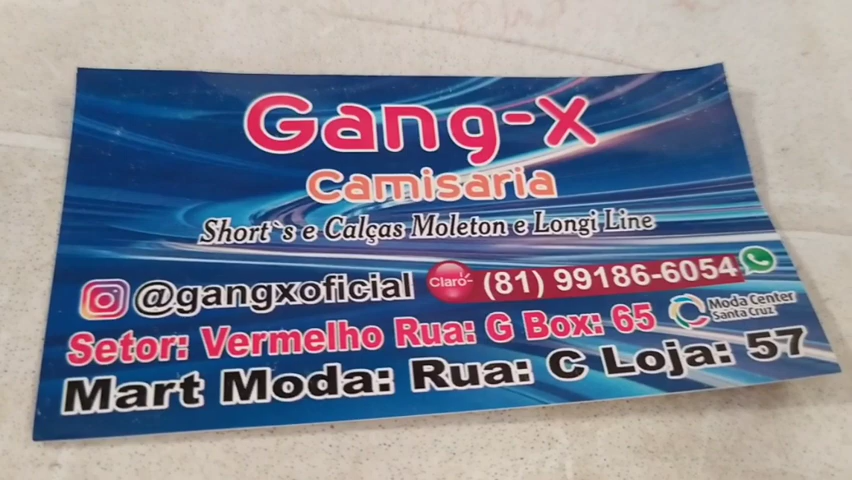 Gang-x
Camisaria
Short`s e Calças Moleton e Longi Line
@gangxoficial Claro- (81) 99186-6054
Setor: Vermelho Rua: G Box: 65 Moda Center Santa Cruz
Mart Moda: Rua: C Loja: 57